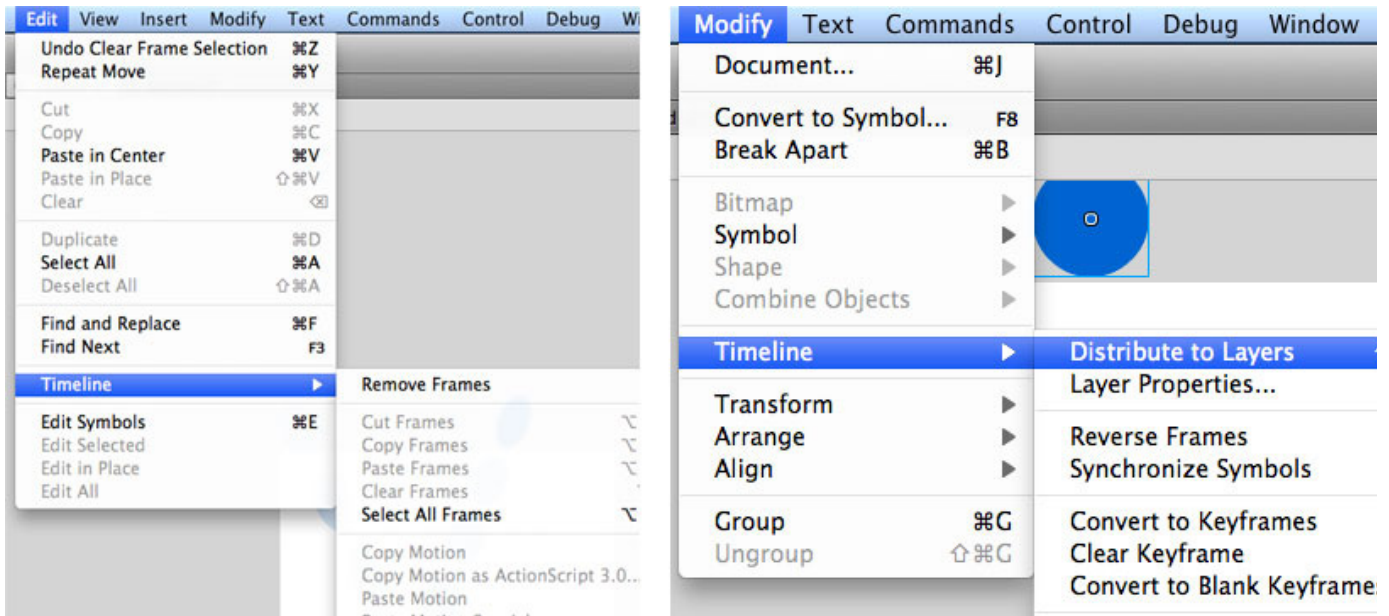 Edit View Insert Modify Text Commands Control Debug
Undo Clear Frame Selection ⌘Z
Repeat Move ⌘Y
Cut ⌘X
Copy ⌘C
Paste in Center ⌘V
Paste in Place ⇧⌘V
Clear ⌫
Duplicate ⌘D
Select All ⌘A
Deselect All ⇧⌘A
Find and Replace ⌘F
Find Next F3
Timeline ▶
Edit Symbols ⌘E
Edit Selected
Edit in Place
Edit All
Remove Frames
Cut Frames ⌥
Copy Frames ⌥
Paste Frames ⌥
Clear Frames
Select All Frames ⌥
Copy Motion
Copy Motion as ActionScript 3.0...
Paste Motion
Modify Text Commands Control Debug Window
Document... ⌘J
Convert to Symbol... F8
Break Apart ⌘B
Bitmap ▶
Symbol ▶
Shape ▶
Combine Objects ▶
Timeline ▶
Transform ▶
Arrange ▶
Align ▶
Group ⌘G
Ungroup ⇧⌘G
Distribute to Layers
Layer Properties...
Reverse Frames
Synchronize Symbols
Convert to Keyframes
Clear Keyframe
Convert to Blank Keyframes